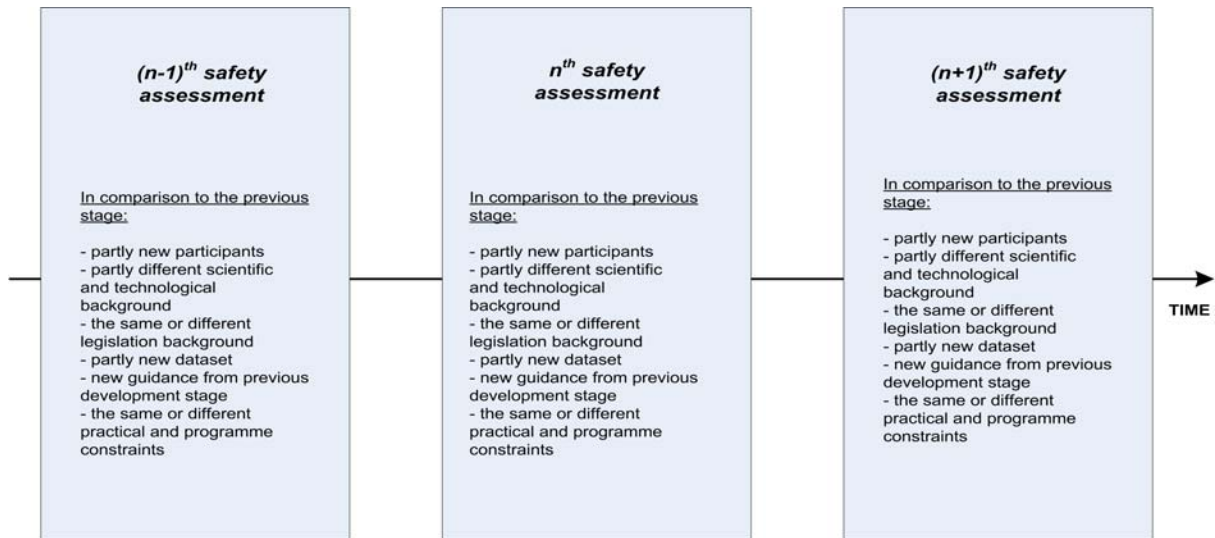 (n-1)th safety
assessment
In comparison to the previous
stage:
- partly new participants
- partly different scientific
and technological
background
- the same or different
legislation background
- partly new dataset
- new guidance from previous
development stage
- the same or different
practical and programme
constraints
nth safety
assessment
In comparison to the previous
stage:
- partly new participants
- partly different scientific
and technological
background
- the same or different
legislation background
- partly new dataset
- new guidance from previous
development stage
- the same or different
practical and programme
constraints
(n+1)th safety
assessment
In comparison to the previous
stage:
- partly new participants
- partly different scientific
and technological
background
- the same or different
legislation background
- partly new dataset
- new guidance from previous
development stage
- the same or different
practical and programme
constraints
TIME